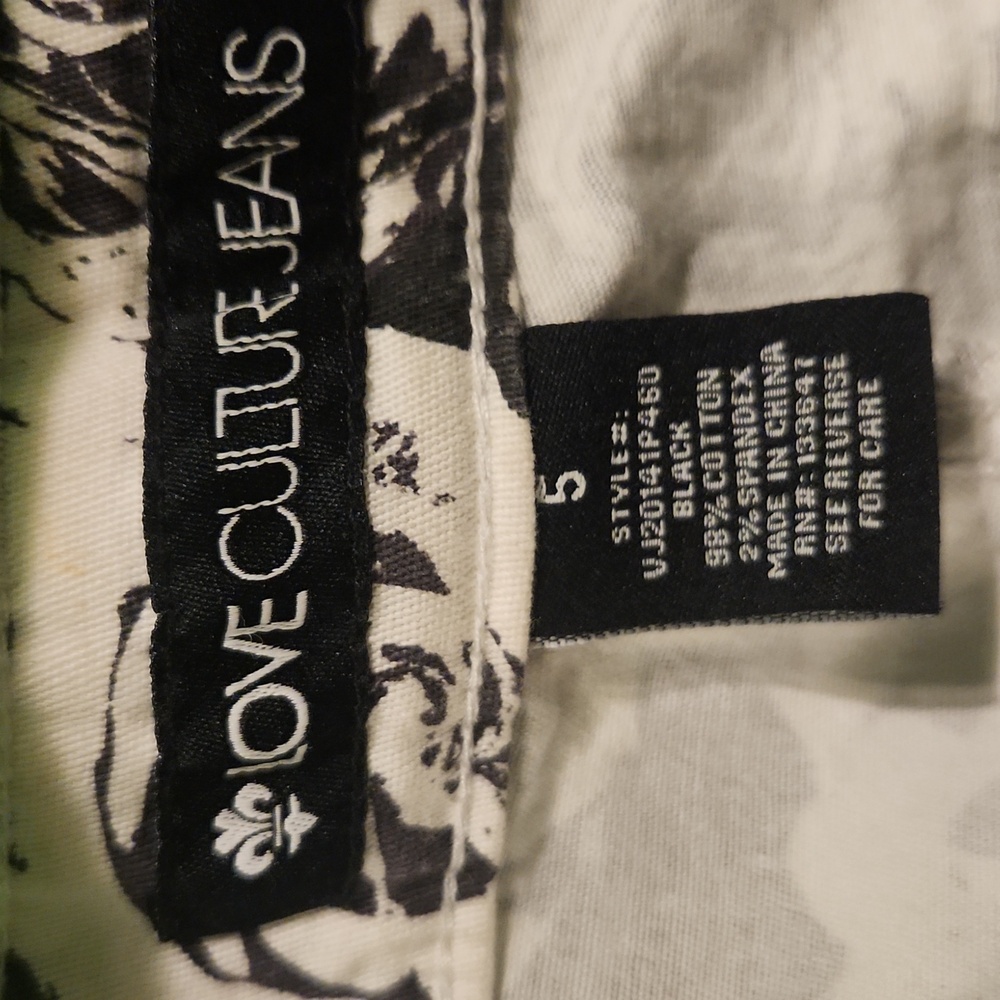 LOVE CULTURE JEANS
5
STYLE#:
VJ20141P460
BLACK
98% COTTON
2% SPANDEX
MADE IN CHINA
RN#:133647
SEE REVERSE
FOR CARE